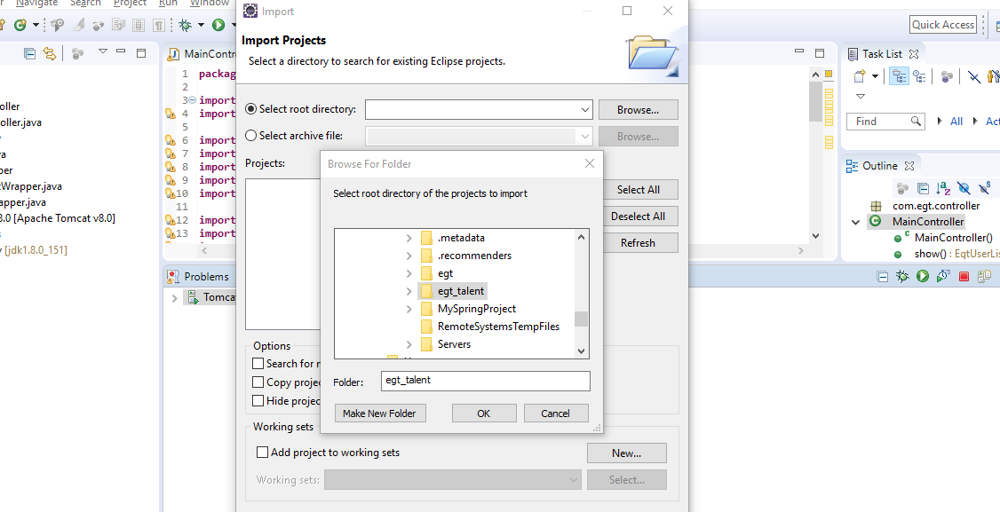 Navigate Search Project Run Window
Import
Import Projects
Select a directory to search for existing Eclipse projects.
Quick Access
MainContr
Task List
1 packag
2
3 import
4 import
5
6 import
7 import
8 import
9 import
10 import
11
12 import
13 import
oller
oller.java
va
per
tWrapper.java
apper.java
8.0 [Apache Tomcat v8.0]
[jdk1.8.0_151]
Select root directory:
Browse...
Select archive file:
Browse...
Projects:
Select All
Deselect All
Refresh
Find
All
Act
Outline
com.egt.controller
MainController
MainController()
show() : EgtUserLis
Browse For Folder
Select root directory of the projects to import
.metadata
.recommenders
egt
egt_talent
MySpringProject
RemoteSystemsTempFiles
Servers
Folder:
egt_talent
Make New Folder
OK
Cancel
Problems
Tomca
Options
Search for n
Copy projec
Hide projec
Working sets
Add project to working sets
New...
Working sets:
Select...